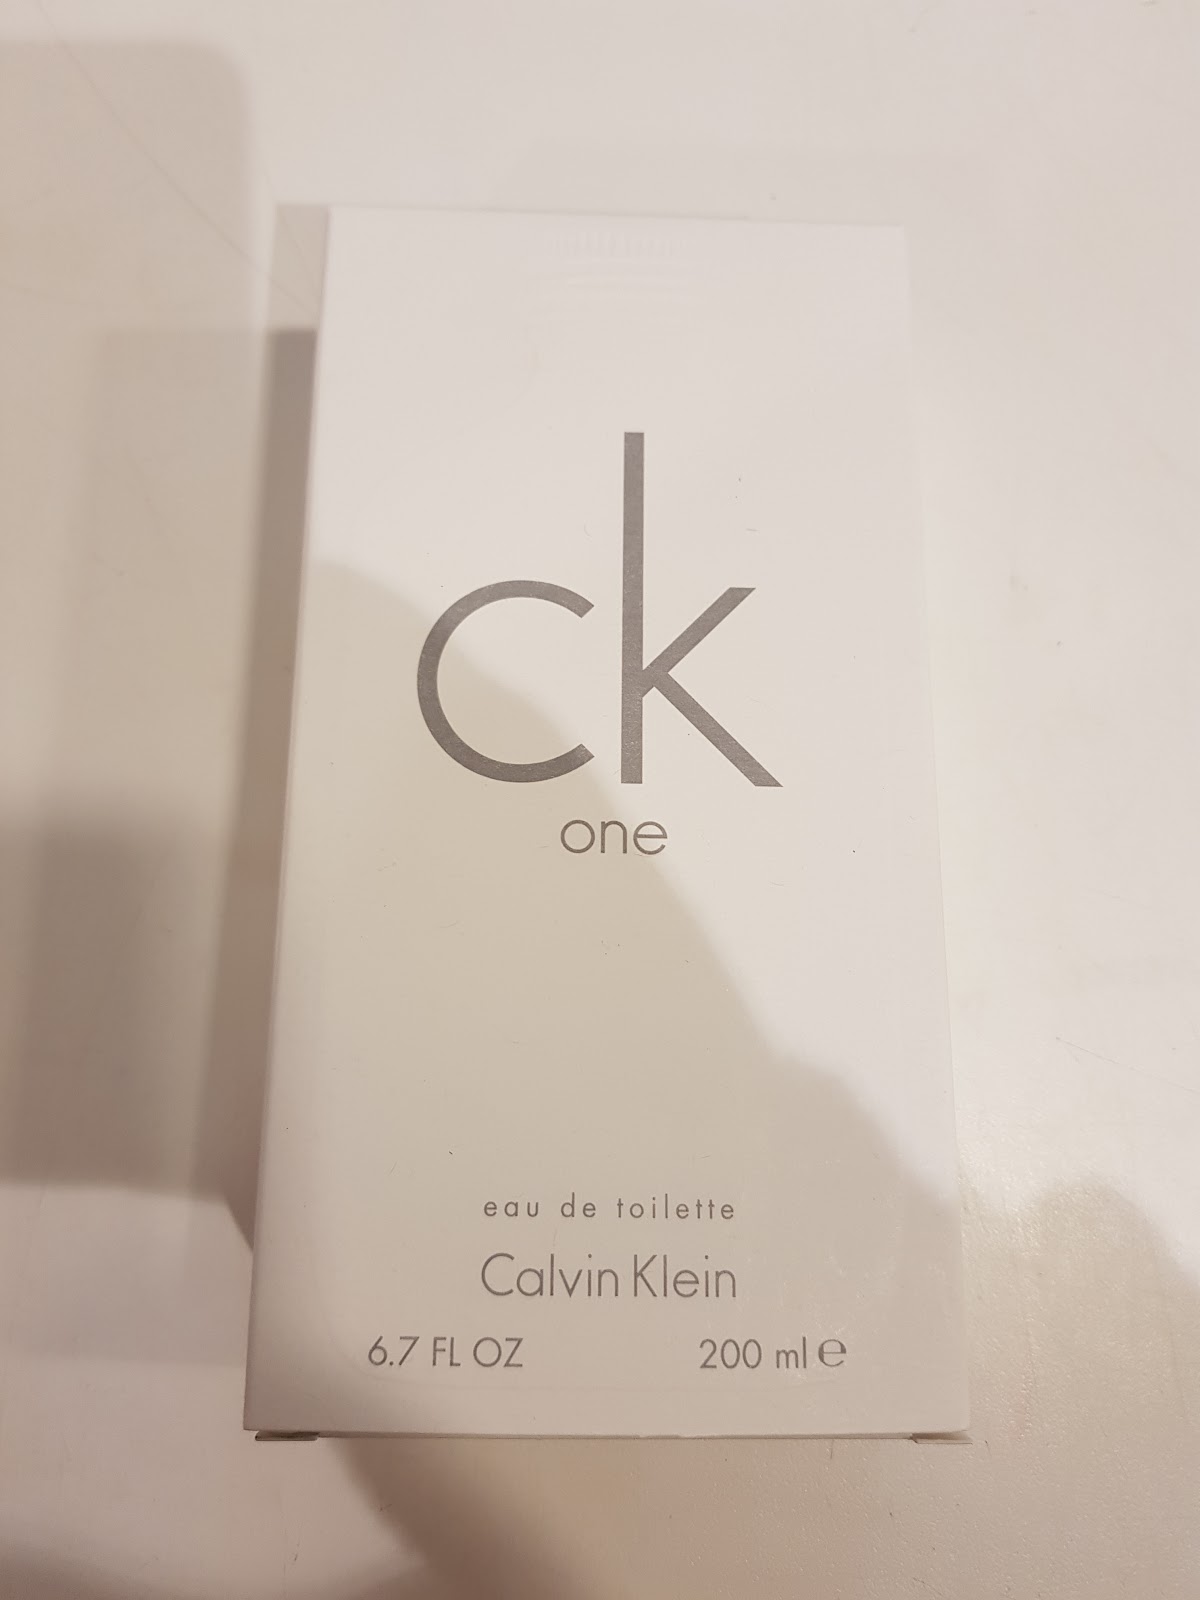 ck
one
eau de toilette
Calvin Klein
6.7 FL OZ 200 ml ℮